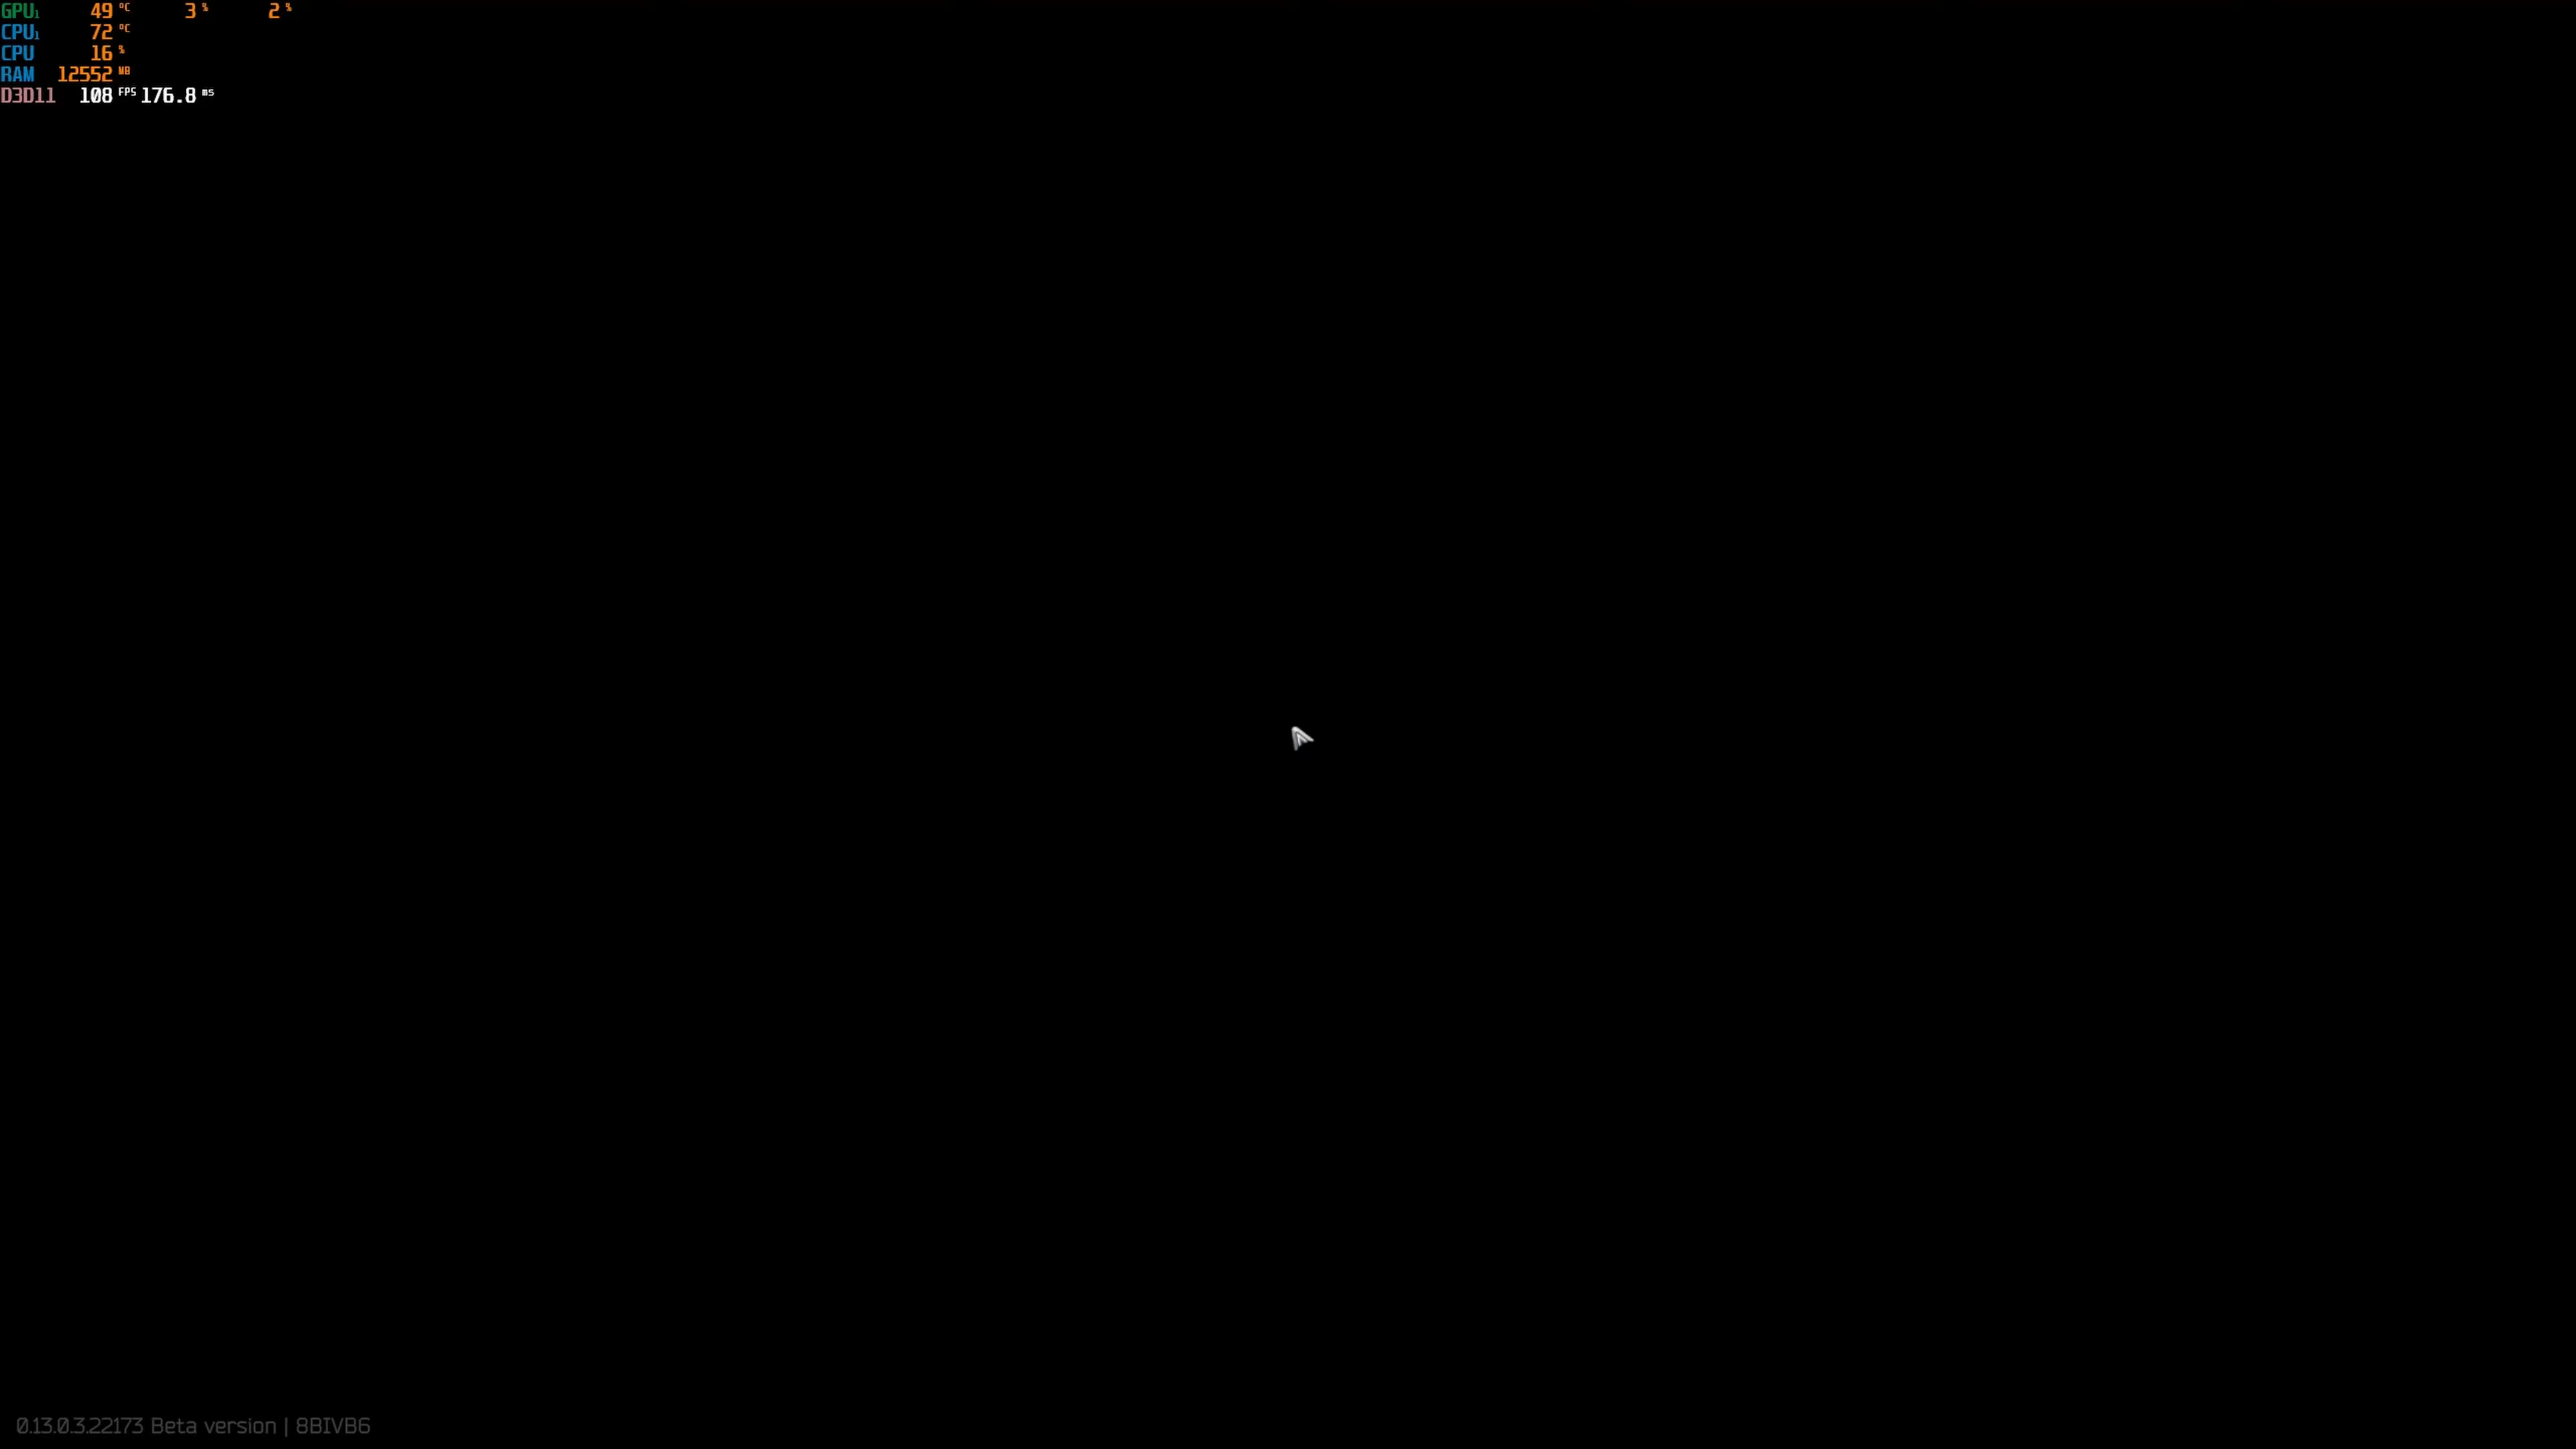 GPU1 49 °C 3 % 2 %
CPU1 72 °C
CPU 16 %
RAM 12552 MB
D3D11 108 FPS 176.8 ms
0.13.0.3.22173 Beta version | 8BIVB6